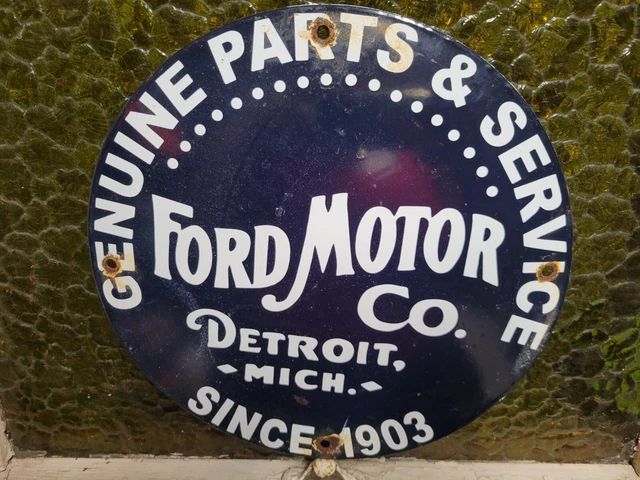 GENUINE PARTS & SERVICE
FORD MOTOR
CO.
DETROIT,
MICH.
SINCE 1903